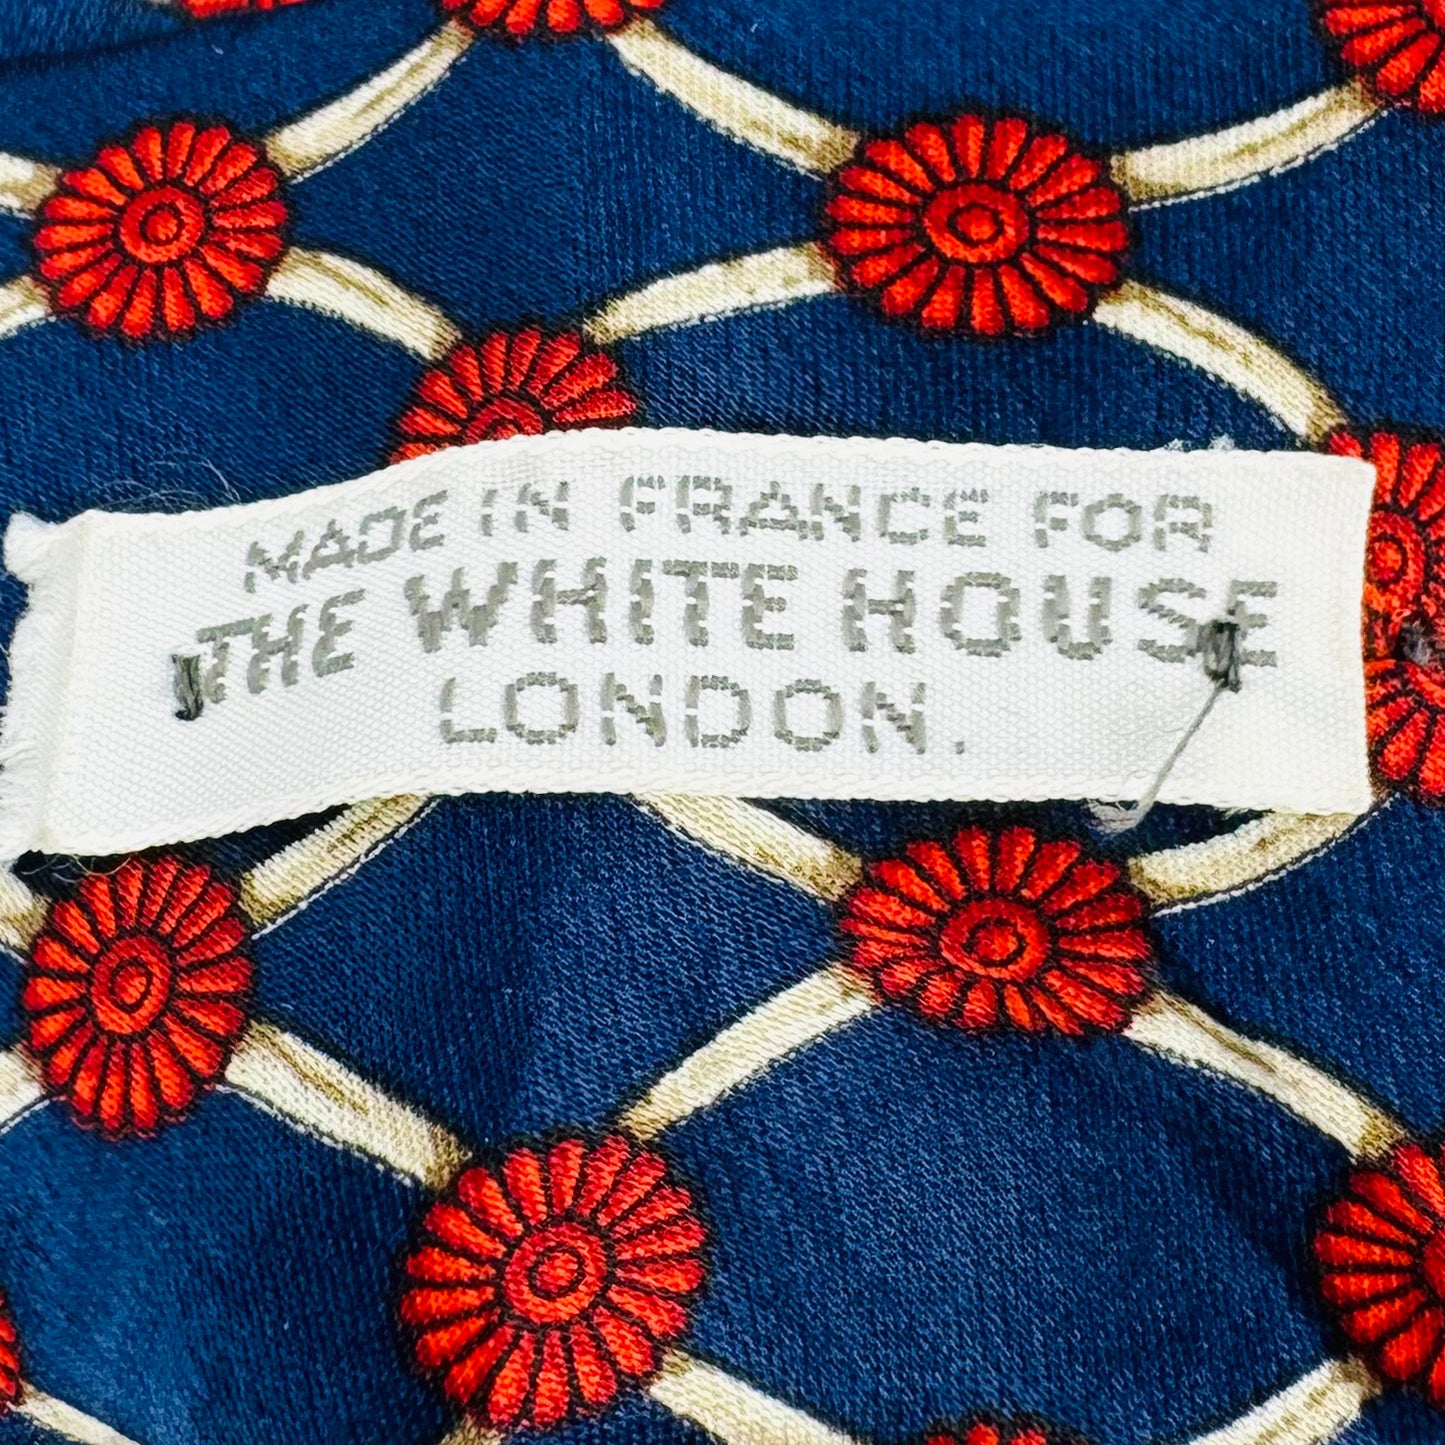 MADE IN FRANCE FOR
THE WHITE HOUSE
LONDON.